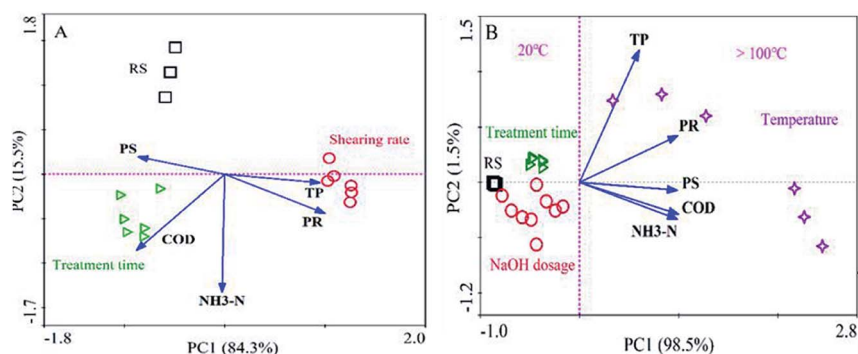 A
1.8
RS
PS
Shearing rate
TP
PR
COD
Treatment time
NH3-N
PC2 (15.5%)
-1.7
-1.8
PC1 (84.3%)
2.0
B
1.5
20℃
TP
> 100℃
Treatment time
PR
Temperature
RS
PS
COD
NH3-N
NaOH dosage
PC2 (1.5%)
-1.2
-1.0
PC1 (98.5%)
2.8